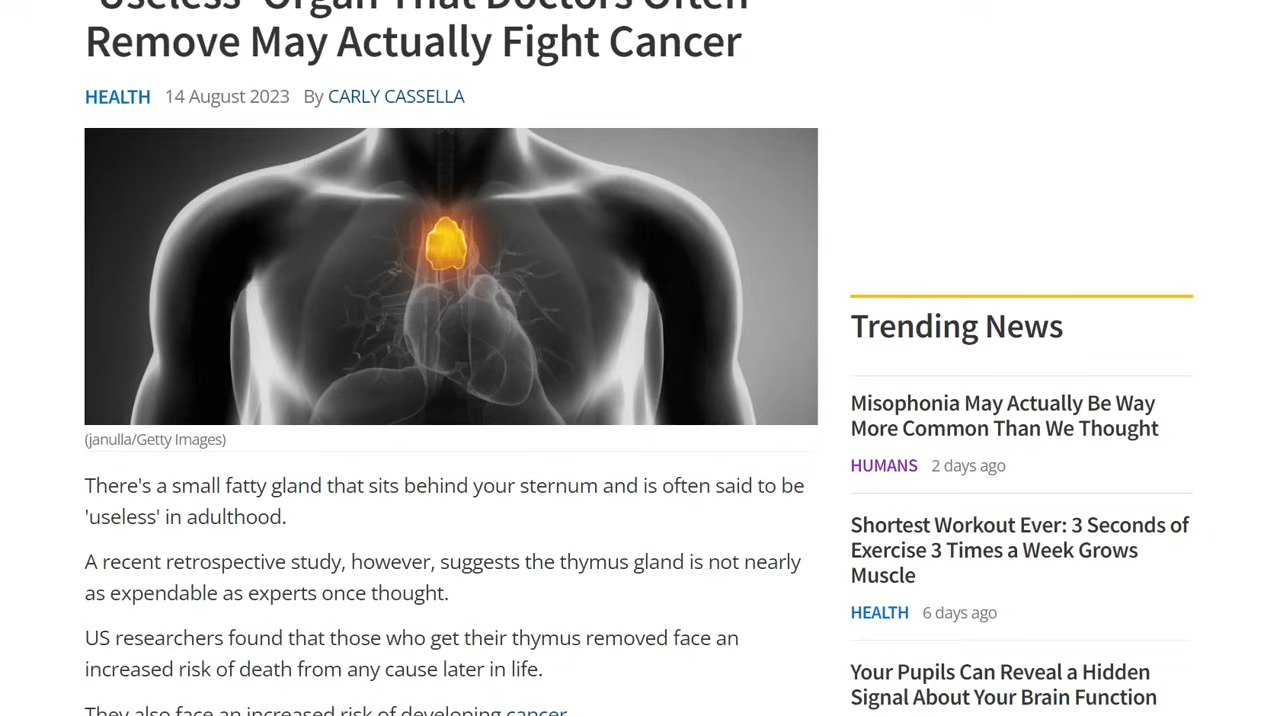 'Useless' Organ That Doctors Often
Remove May Actually Fight Cancer
HEALTH 14 August 2023 By CARLY CASSELLA
(janulla/Getty Images)
There's a small fatty gland that sits behind your sternum and is often said to be
'useless' in adulthood.
A recent retrospective study, however, suggests the thymus gland is not nearly
as expendable as experts once thought.
US researchers found that those who get their thymus removed face an
increased risk of death from any cause later in life.
They also face an increased risk of developing cancer.
Trending News
Misophonia May Actually Be Way
More Common Than We Thought
HUMANS 2 days ago
Shortest Workout Ever: 3 Seconds of
Exercise 3 Times a Week Grows
Muscle
HEALTH 6 days ago
Your Pupils Can Reveal a Hidden
Signal About Your Brain Function